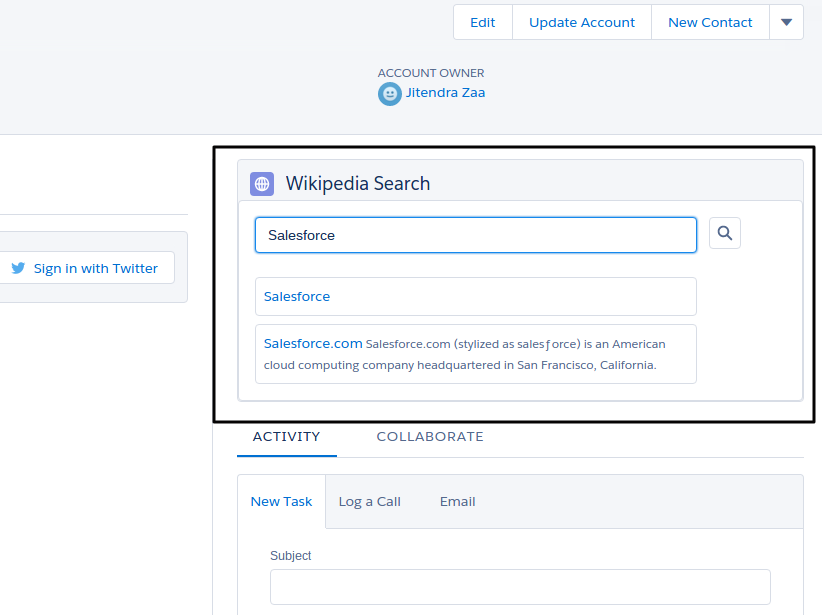 Edit Update Account New Contact
ACCOUNT OWNER
Jitendra Zaa
Wikipedia Search
Salesforce
Sign in with Twitter
Salesforce
Salesforce.com Salesforce.com (stylized as salesƒorce) is an American
cloud computing company headquartered in San Francisco, California.
ACTIVITY COLLABORATE
New Task Log a Call Email
Subject